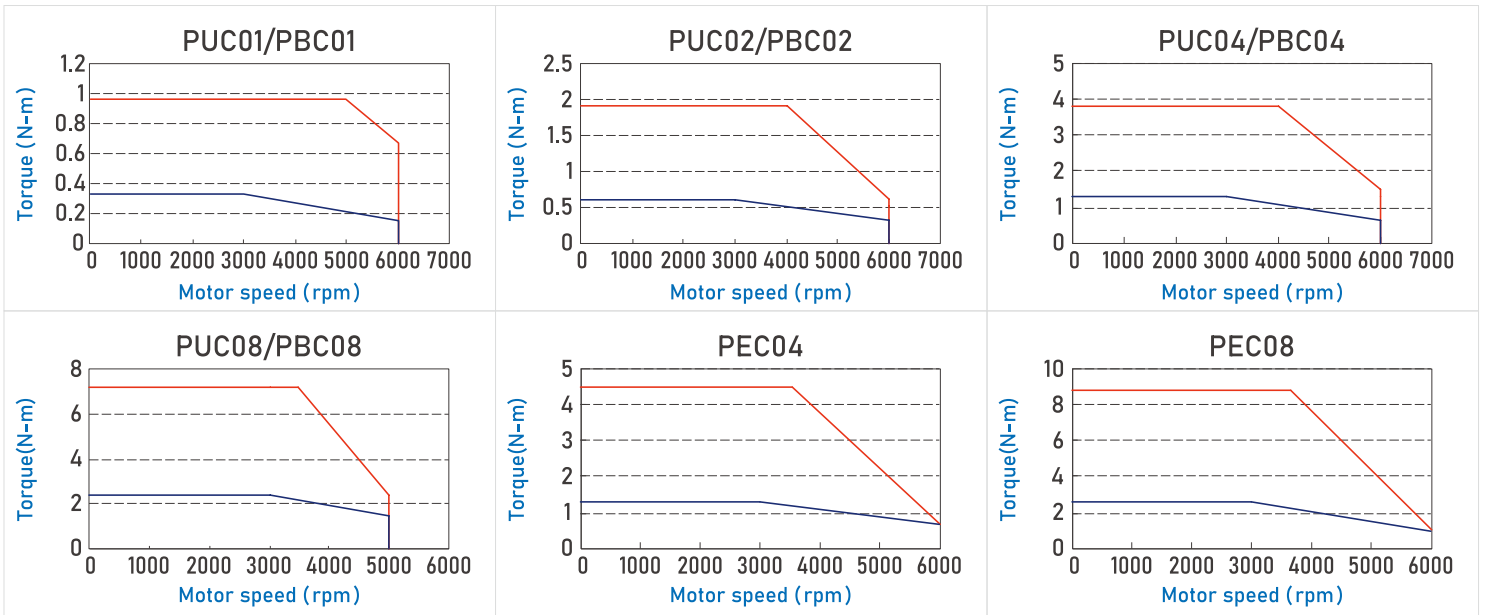 PUC01/PBC01
Torque (N-m)
1.2
1
0.8
0.6
0.4
0.2
0
0 1000 2000 3000 4000 5000 6000 7000
Motor speed (rpm)
PUC02/PBC02
Torque (N-m)
2.5
2
1.5
1
0.5
0
0 1000 2000 3000 4000 5000 6000 7000
Motor speed (rpm)
PUC04/PBC04
Torque (N-m)
5
4
3
2
1
0
0 1000 2000 3000 4000 5000 6000 7000
Motor speed (rpm)
PUC08/PBC08
Torque(N-m)
8
6
4
2
0
0 1000 2000 3000 4000 5000 6000
Motor speed (rpm)
PEC04
Torque(N-m)
5
4
3
2
1
0
0 1000 2000 3000 4000 5000 6000
Motor speed (rpm)
PEC08
Torque(N-m)
10
8
6
4
2
0
0 1000 2000 3000 4000 5000 6000
Motor speed (rpm)